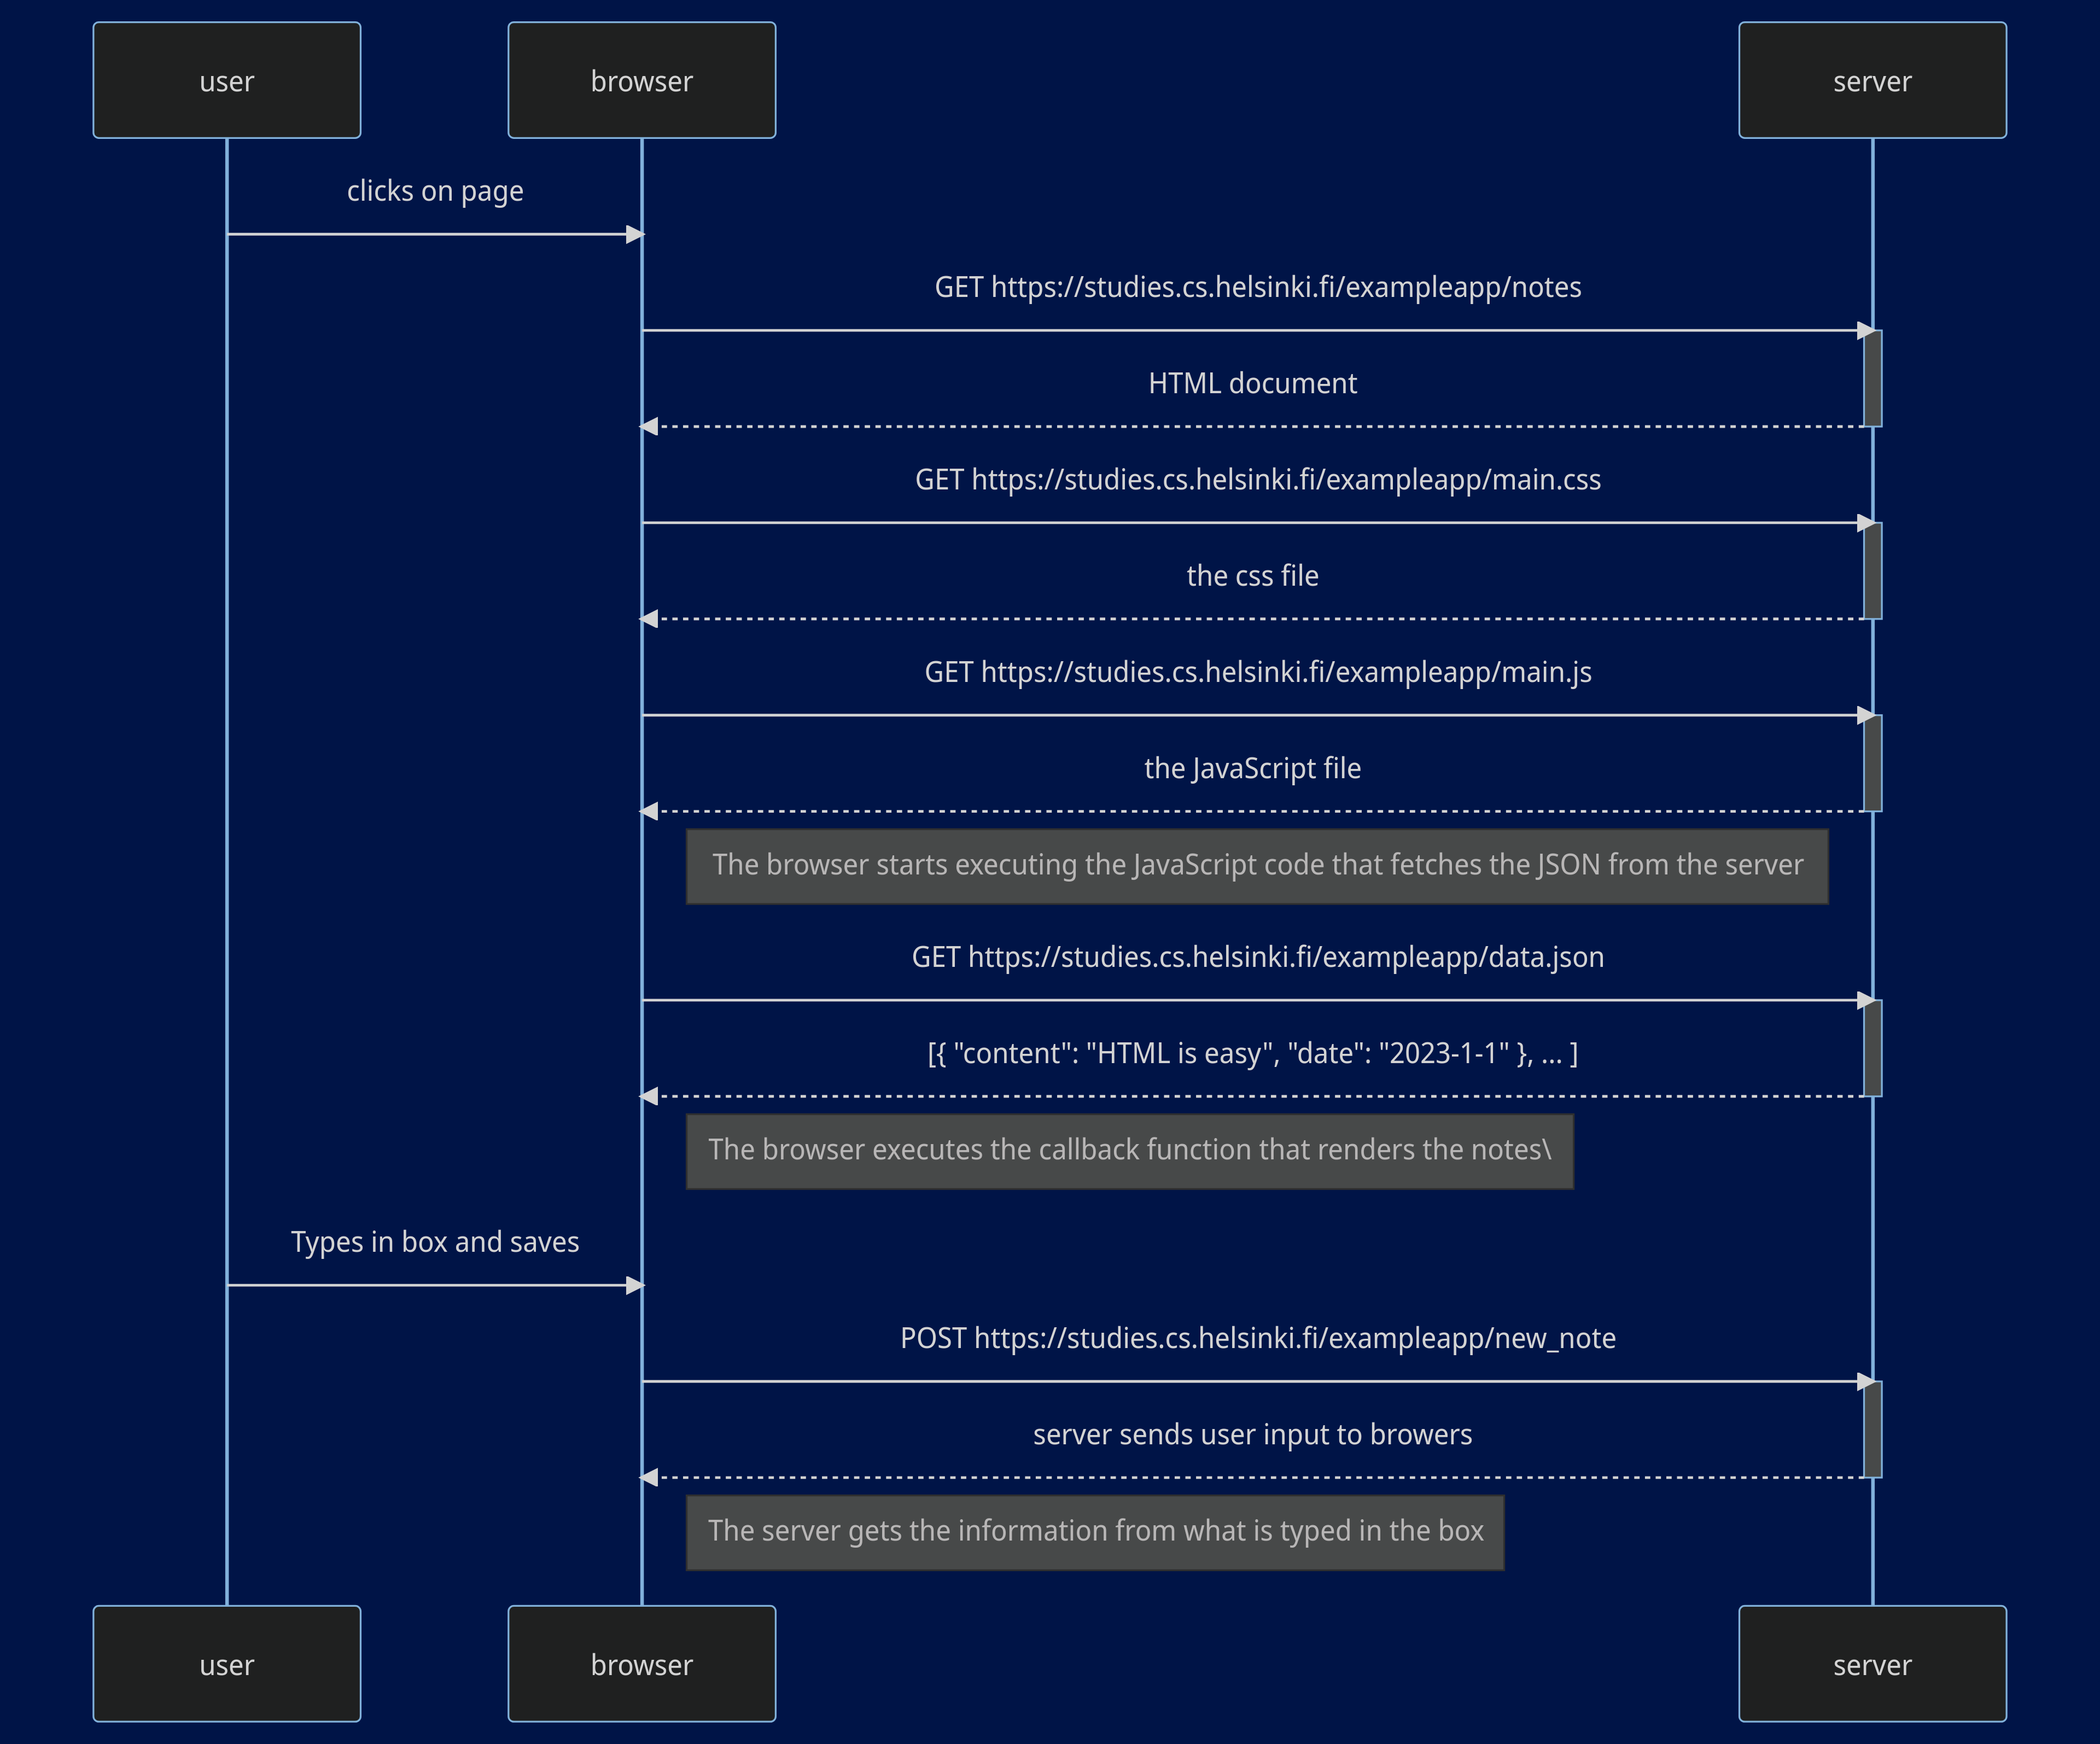 user
browser
server
clicks on page
GET https://studies.cs.helsinki.fi/exampleapp/notes
HTML document
GET https://studies.cs.helsinki.fi/exampleapp/main.css
the css file
GET https://studies.cs.helsinki.fi/exampleapp/main.js
the JavaScript file
The browser starts executing the JavaScript code that fetches the JSON from the server
GET https://studies.cs.helsinki.fi/exampleapp/data.json
[{ "content": "HTML is easy", "date": "2023-1-1" }, ... ]
The browser executes the callback function that renders the notes\
Types in box and saves
POST https://studies.cs.helsinki.fi/exampleapp/new_note
server sends user input to browers
The server gets the information from what is typed in the box
user
browser
server